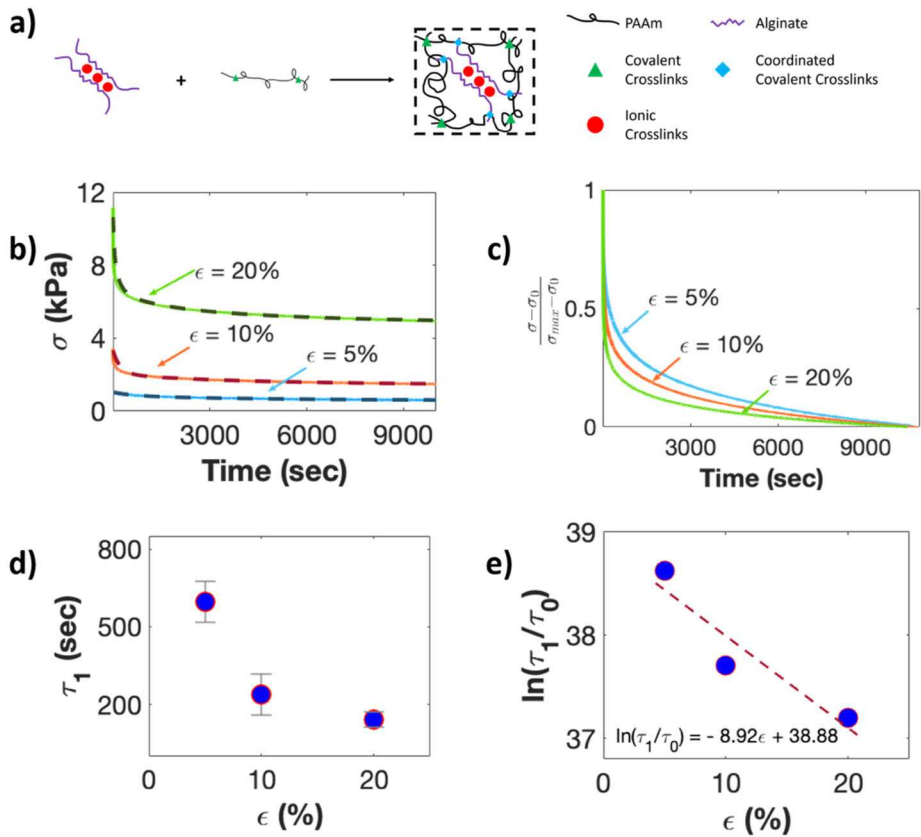 a)
+
PAAm
Alginate
Covalent
Crosslinks
Coordinated
Covalent Crosslinks
Ionic
Crosslinks
b)
σ (kPa)
12
8
4
0
ϵ = 20%
ϵ = 10%
ϵ = 5%
3000 6000 9000
Time (sec)
c)
σ−σ₀
σₘₐₓ−σ₀
1
0.5
0
ϵ = 5%
ϵ = 10%
ϵ = 20%
3000 6000 9000
Time (sec)
d)
τ₁ (sec)
800
500
200
0 10 20
ϵ (%)
e)
ln(τ₁/τ₀)
39
38
37
ln(τ₁/τ₀) = - 8.92ϵ + 38.88
0 10 20
ϵ (%)